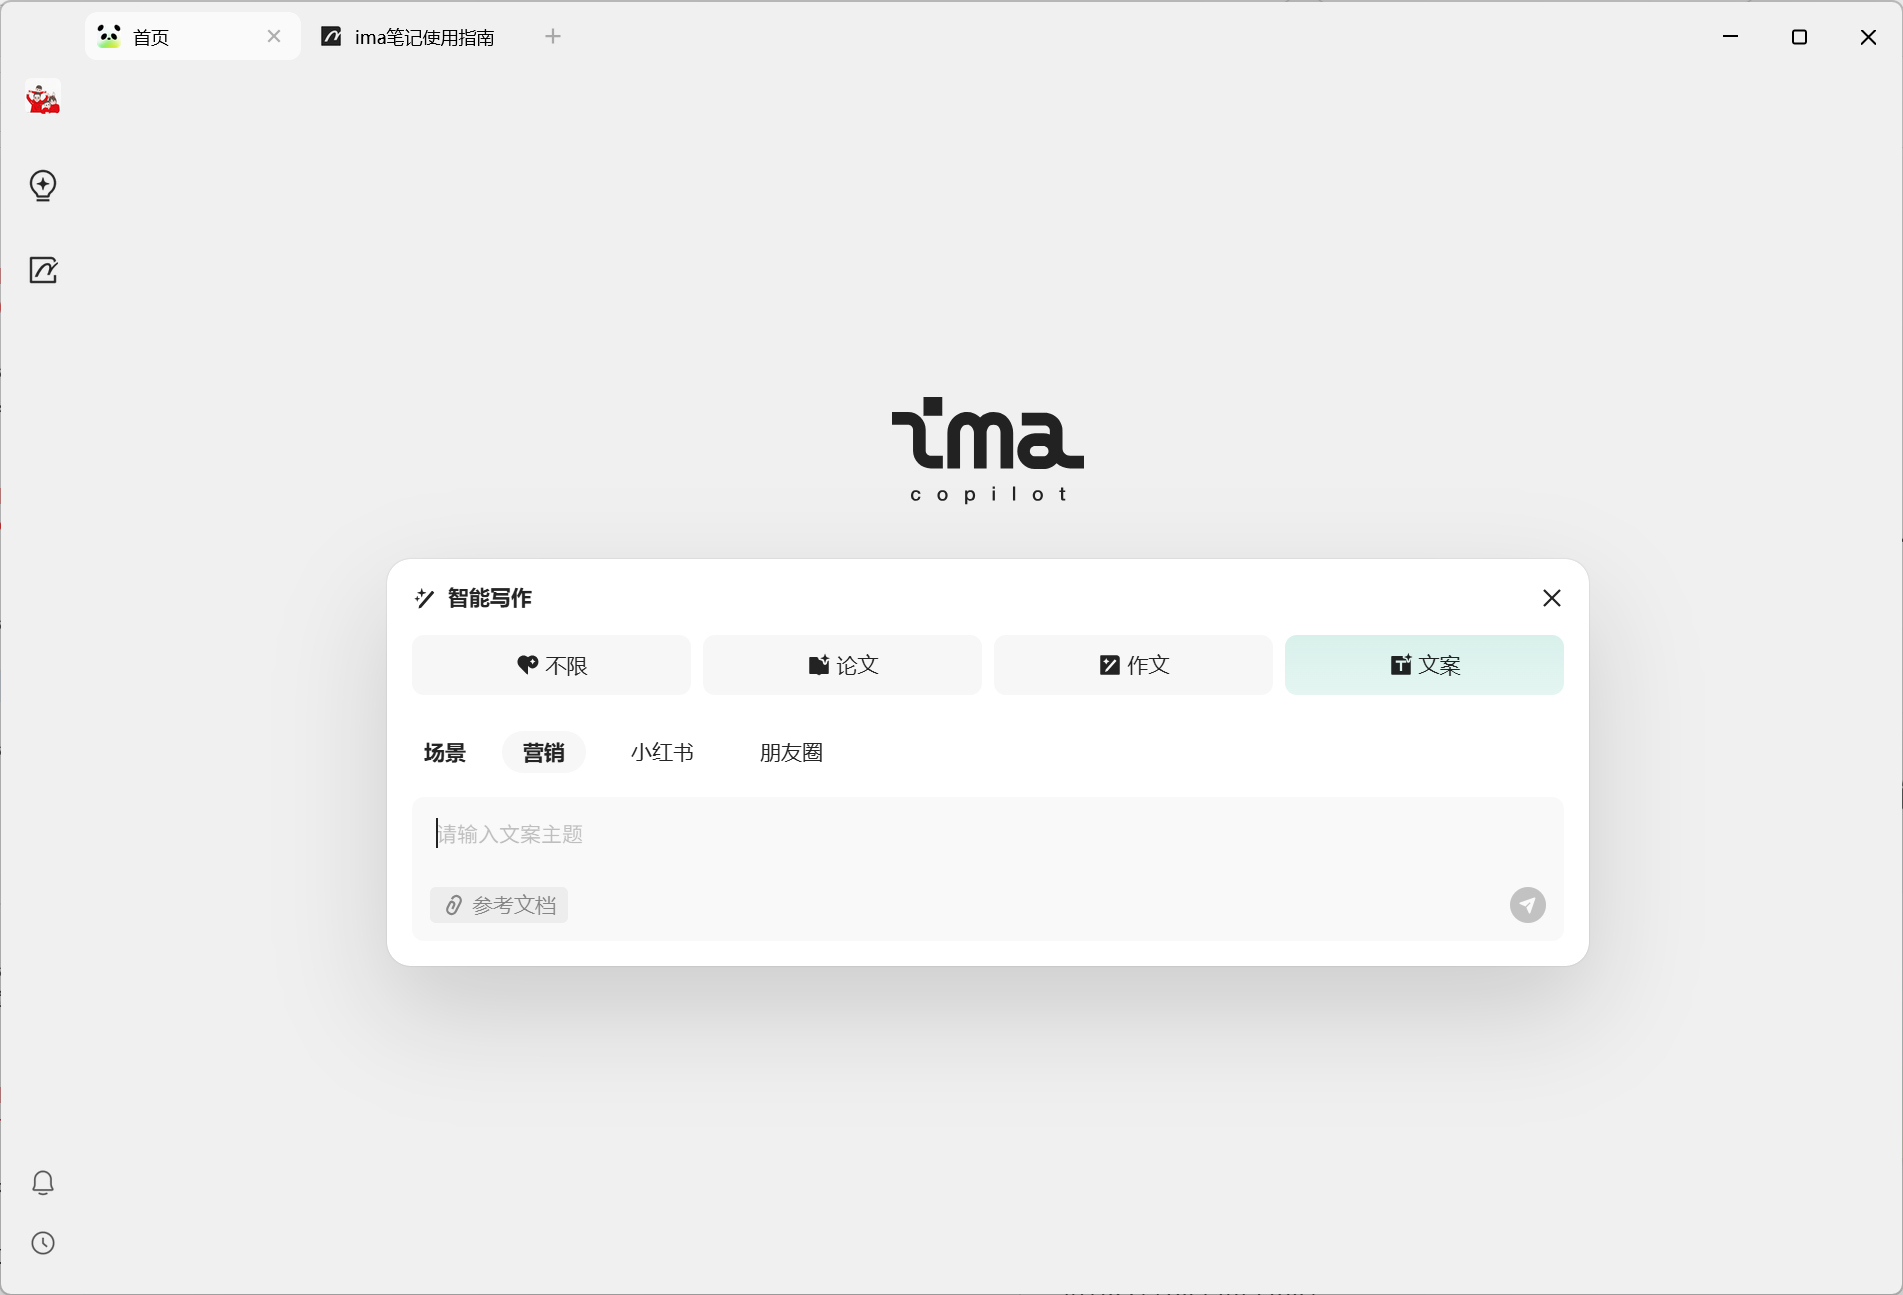 首页
ima笔记使用指南
ima
copilot
智能写作
不限
论文
作文
文案
场景
营销
小红书
朋友圈
请输入文案主题
参考文档